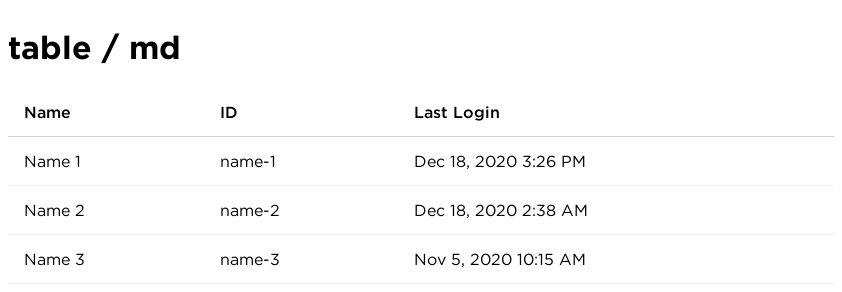 table / md
Name ID Last Login
Name 1 name-1 Dec 18, 2020 3:26 PM
Name 2 name-2 Dec 18, 2020 2:38 AM
Name 3 name-3 Nov 5, 2020 10:15 AM